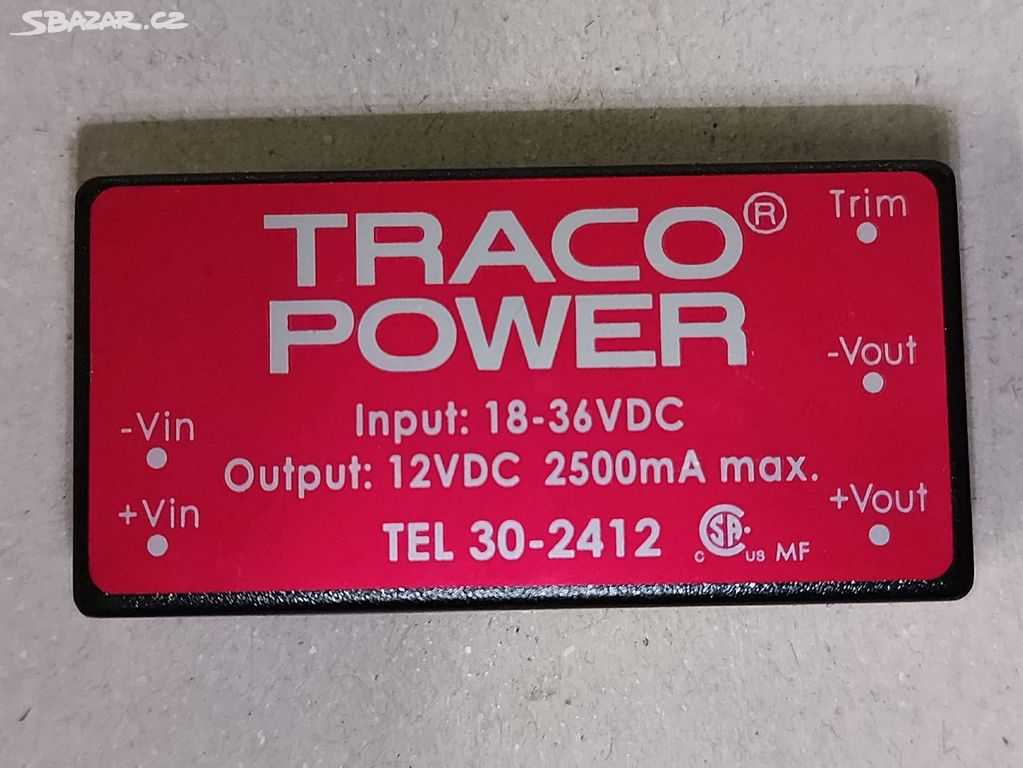 SBAZAR.CZ
TRACO®
POWER
Trim
-Vout
Input: 18-36VDC
-Vin
Output: 12VDC 2500mA max.
+Vout
+Vin
TEL 30-2412 C SA US MF